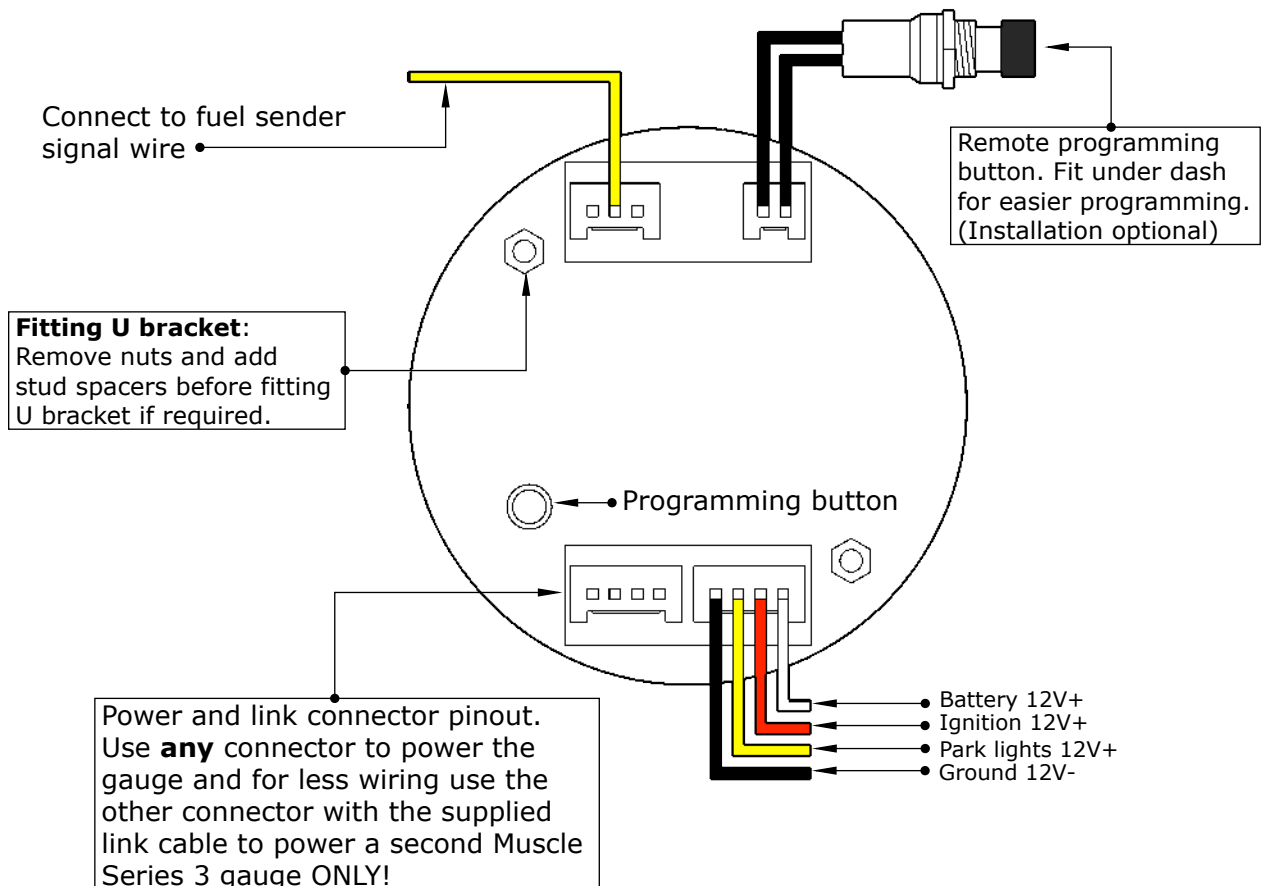 Connect to fuel sender
signal wire
Remote programming
button. Fit under dash
for easier programming.
(Installation optional)
Fitting U bracket:
Remove nuts and add
stud spacers before fitting
U bracket if required.
Programming button
Battery 12V+
Ignition 12V+
Park lights 12V+
Ground 12V-
Power and link connector pinout.
Use any connector to power the
gauge and for less wiring use the
other connector with the supplied
link cable to power a second Muscle
Series 3 gauge ONLY!